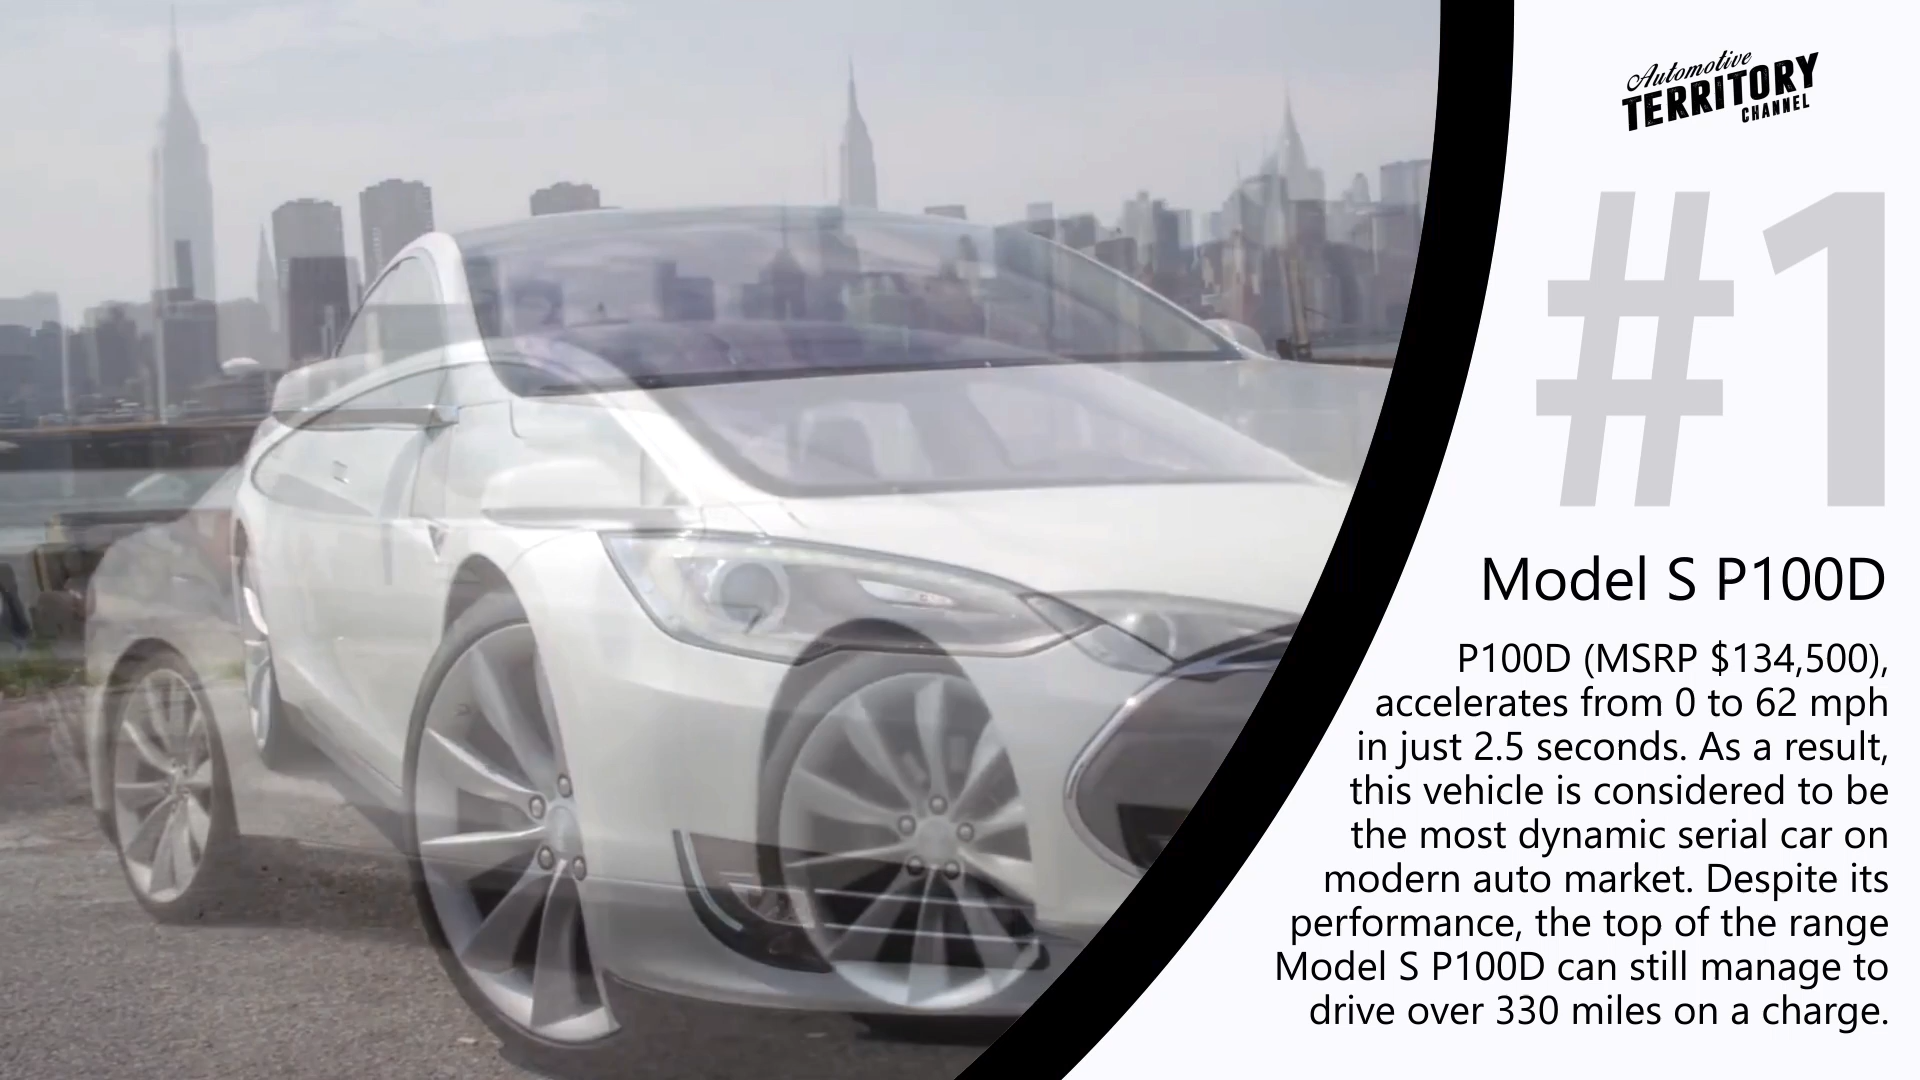 Automotive
TERRITORY
CHANNEL
#1
Model S P100D
P100D (MSRP $134,500),
accelerates from 0 to 62 mph
in just 2.5 seconds. As a result,
this vehicle is considered to be
the most dynamic serial car on
modern auto market. Despite its
performance, the top of the range
Model S P100D can still manage to
drive over 330 miles on a charge.